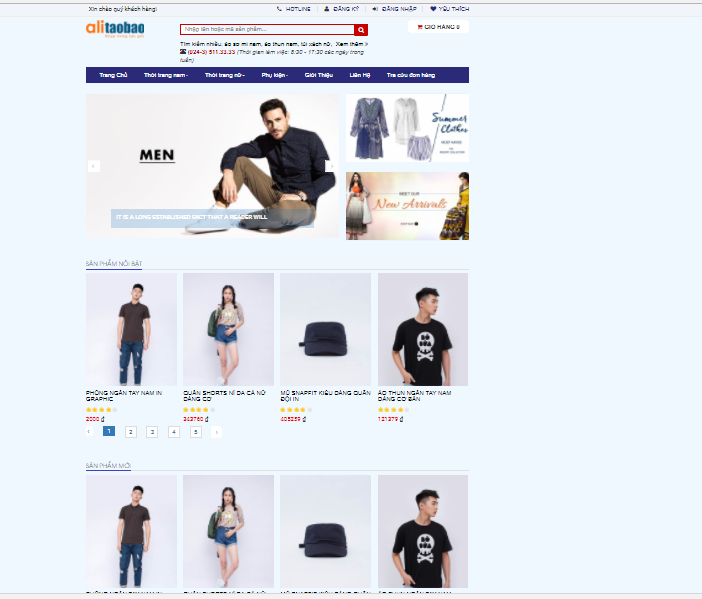 Xin chào quý khách hàng!
HOTLINE
ĐĂNG KÝ
ĐĂNG NHẬP
YÊU THÍCH
alitaobao
Nhập tên hoặc mã sản phẩm...
GIỎ HÀNG 0
Tìm kiếm nhiều: áo sơ mi nam, áo thun nam, túi xách nữ, Xem thêm
(024-3) 511.33.33 (Thời gian làm việc: 8:30 - 17:30 các ngày trong
tuần)
Trang Chủ
Thời trang nam
Thời trang nữ
Phụ kiện
Giới Thiệu
Liên Hệ
Tra cứu đơn hàng
MEN
IT IS A LONG ESTABLISHED FACT THAT A READER WILL
Summer
Clothes
MEET OUR
New Arrivals
SẢN PHẨM NỔI BẬT
PHÔNG NGẮN TAY NAM IN
GRAPHIC
2000 ₫
QUẦN SHORTS NỈ DA CÁ NỮ
DÁNG CƠ
343760 ₫
MŨ SNAPFIT KIỂU DÁNG QUÂN
ĐỘI IN
405259 ₫
ÁO THUN NGẮN TAY NAM
DÁNG CƠ BẢN
121379 ₫
1 2 3 4 5
SẢN PHẨM MỚI